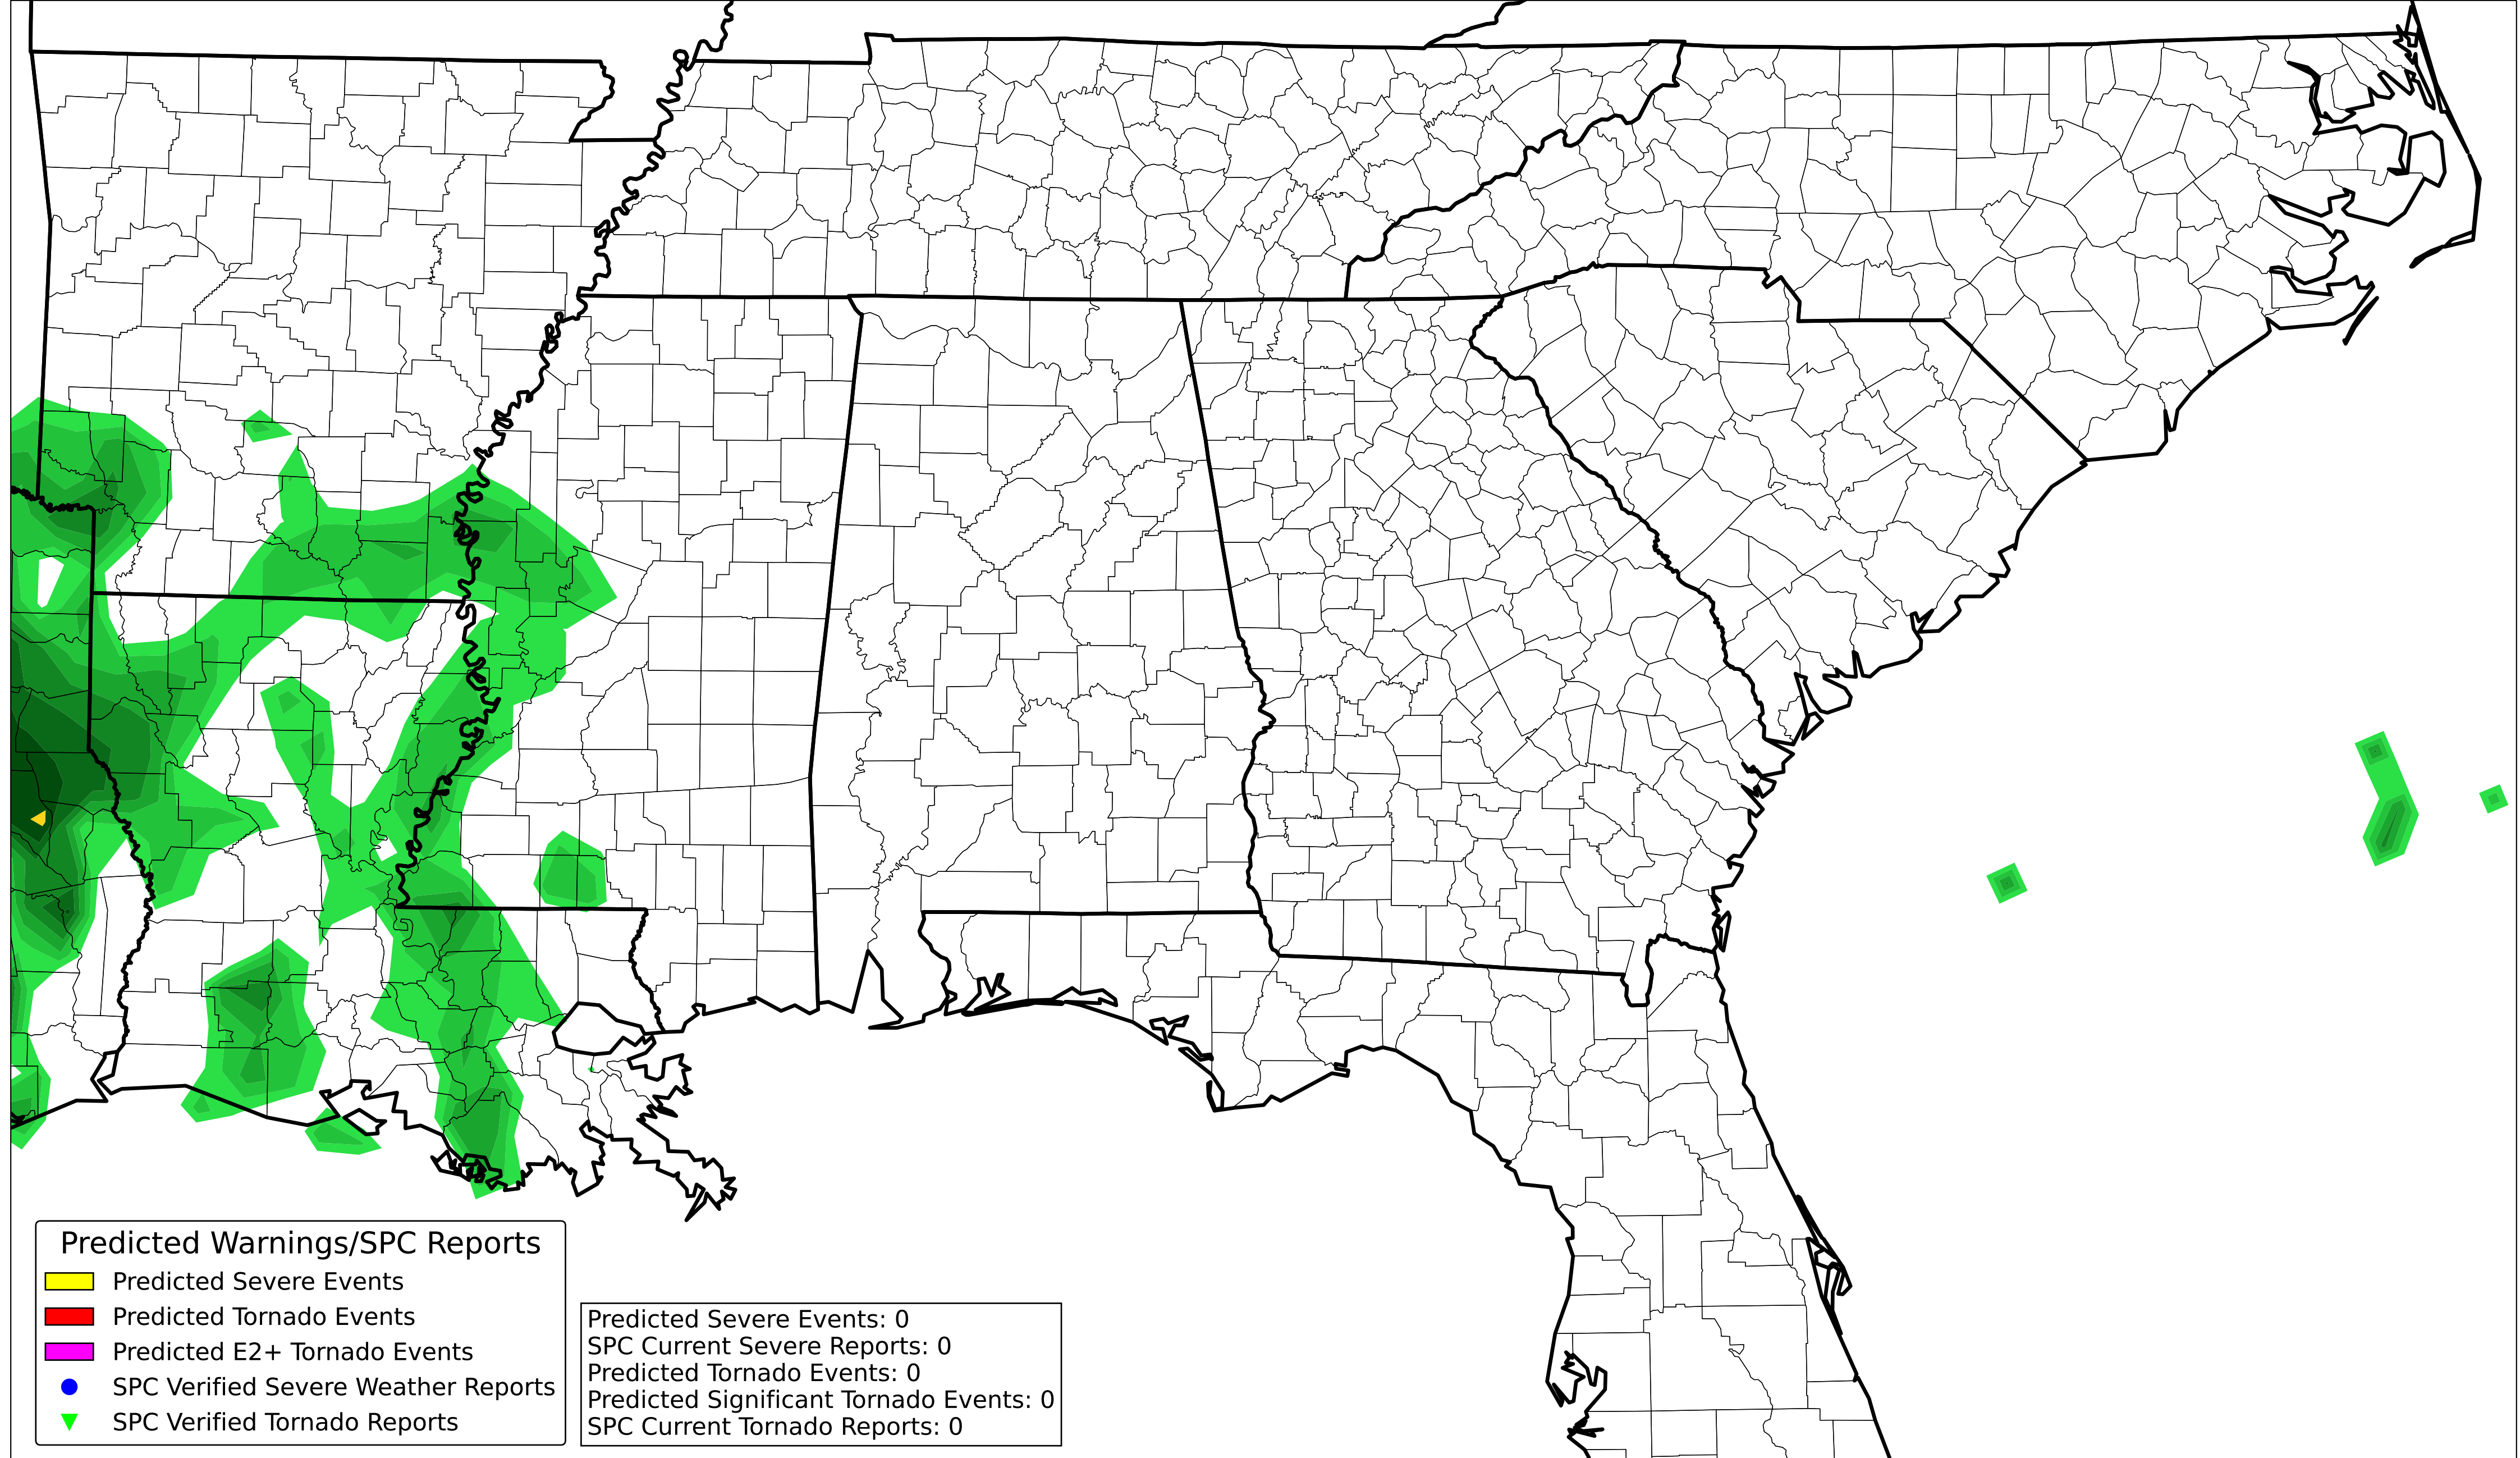 Predicted Warnings/SPC Reports
Predicted Severe Events
Predicted Tornado Events
Predicted E2+ Tornado Events
SPC Verified Severe Weather Reports
SPC Verified Tornado Reports
Predicted Severe Events: 0
SPC Current Severe Reports: 0
Predicted Tornado Events: 0
Predicted Significant Tornado Events: 0
SPC Current Tornado Reports: 0